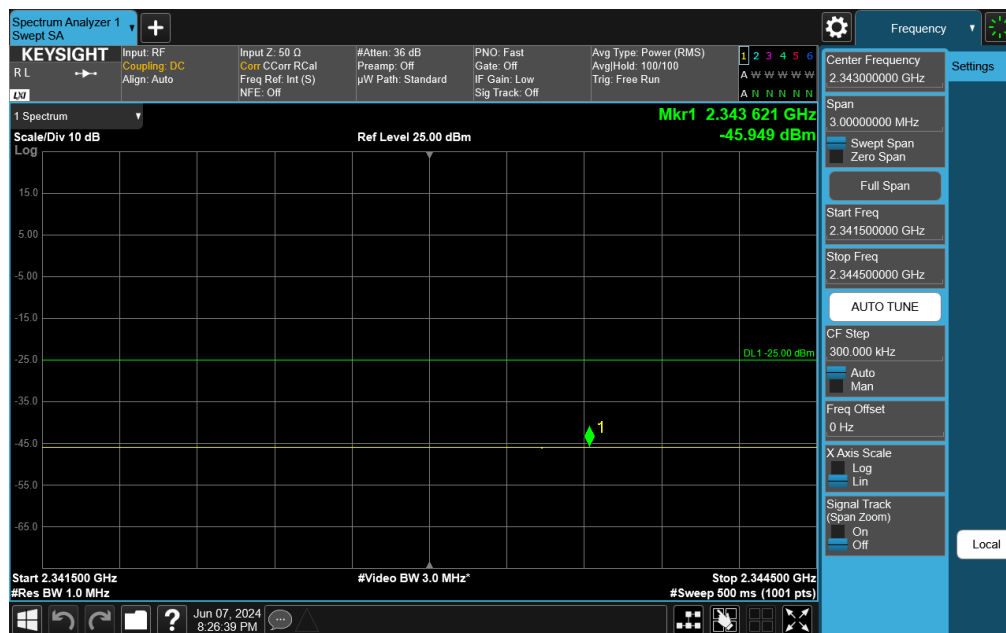 Spectrum Analyzer 1
Swept SA
+
Frequency
KEYSIGHT
R L
LXI
Input: RF
Coupling: DC
Align: Auto
Input Z: 50 Ω
Corr CCorr RCal
Freq Ref: Int (S)
NFE: Off
#Atten: 36 dB
Preamp: Off
µW Path: Standard
PNO: Fast
Gate: Off
IF Gain: Low
Sig Track: Off
Avg Type: Power (RMS)
Avg|Hold: 100/100
Trig: Free Run
1 2 3 4 5 6
A W W W W W
A N N N N N
1 Spectrum
Scale/Div 10 dB
Log
Ref Level 25.00 dBm
Mkr1 2.343 621 GHz
-45.949 dBm
15.0
5.00
-5.00
-15.0
-25.0
DL1 -25.00 dBm
-35.0
1
-45.0
-55.0
-65.0
Start 2.341500 GHz
#Res BW 1.0 MHz
#Video BW 3.0 MHz*
Stop 2.344500 GHz
#Sweep 500 ms (1001 pts)
Center Frequency
2.343000000 GHz
Settings
Span
3.00000000 MHz
Swept Span
Zero Span
Full Span
Start Freq
2.341500000 GHz
Stop Freq
2.344500000 GHz
AUTO TUNE
CF Step
300.000 kHz
Auto
Man
Freq Offset
0 Hz
X Axis Scale
Log
Lin
Signal Track
(Span Zoom)
On
Off
Local
?
Jun 07, 2024
8:26:39 PM